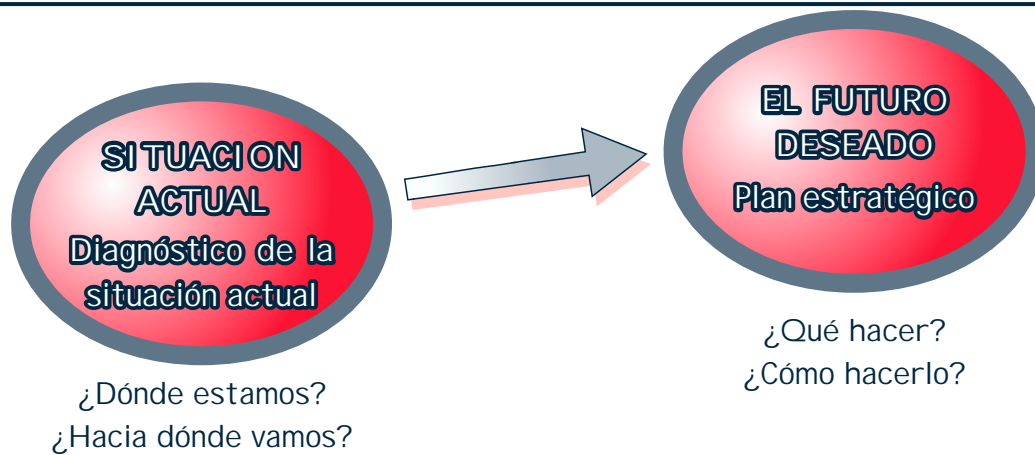 SITUACION
ACTUAL
Diagnóstico de la
situación actual
¿Dónde estamos?
¿Hacia dónde vamos?
EL FUTURO
DESEADO
Plan estratégico
¿Qué hacer?
¿Cómo hacerlo?